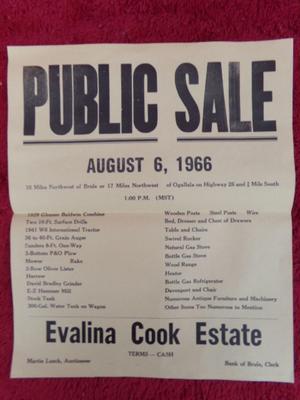 PUBLIC SALE
AUGUST 6, 1966
18 Miles Northwest of Brule or 17 Miles Northwest of Ogallala on Highway 26 and 1 Mile South
1:00 P.M. (MST)
1959 Gleaner Baldwin Combine
Two 10-Ft. Surface Drills
1941 W6 International Tractor
36 to 40-Ft. Grain Auger
Sanders 8-Ft. One-Way
3-Bottom P&O Plow
Mower Rake
2-Row Oliver Lister
Harrow
David Bradley Grinder
E-Z Hammer Mill
Stock Tank
300-Gal. Water Tank on Wagon
Wooden Posts Steel Posts Wire
Bed, Dresser and Chest of Drawers
Table and Chairs
Swivel Rocker
Natural Gas Stove
Bottle Gas Stove
Wood Range
Heater
Bottle Gas Refrigerator
Davenport and Chair
Numerous Antique Furniture and Machinery
Other Items Too Numerous to Mention
Evalina Cook Estate
TERMS — CASH
Martin Lusch, Auctioneer
Bank of Brule, Clerk